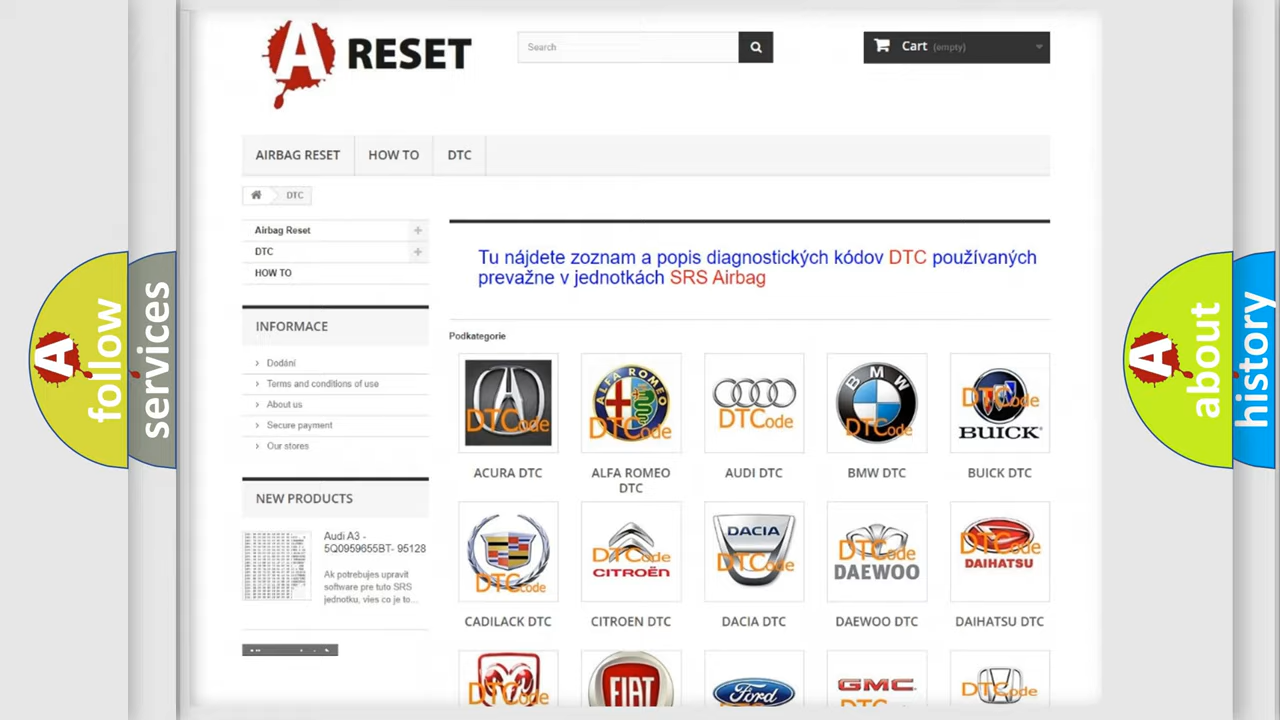 A RESET
Search
Cart (empty)
AIRBAG RESET
HOW TO
DTC
DTC
Airbag Reset
DTC
HOW TO
INFORMACE
Dodání
Terms and conditions of use
About us
Secure payment
Our stores
NEW PRODUCTS
Audi A3 -
5Q0959655BT- 95128
Ak potrebujes upravit
software pre tuto SRS
jednotku, vies co je to...
Tu nájdete zoznam a popis diagnostických kódov DTC používaných
prevažne v jednotkách SRS Airbag
Podkategorie
DTCode
ACURA DTC
ALFA ROMEO
DTCode
ALFA ROMEO
DTC
DTCode
AUDI DTC
BMW
DTCode
BMW DTC
DTCode
BUICK
BUICK DTC
DTCode
CADILACK DTC
DTCode
CITROËN
CITROEN DTC
DACIA
DTCode
DACIA DTC
DTCode
DAEWOO
DAEWOO DTC
DTCode
DAIHATSU
DAIHATSU DTC
DTCode
FIAT
Ford
DTCode
GMC
DTCode
A follow
services
A about
history